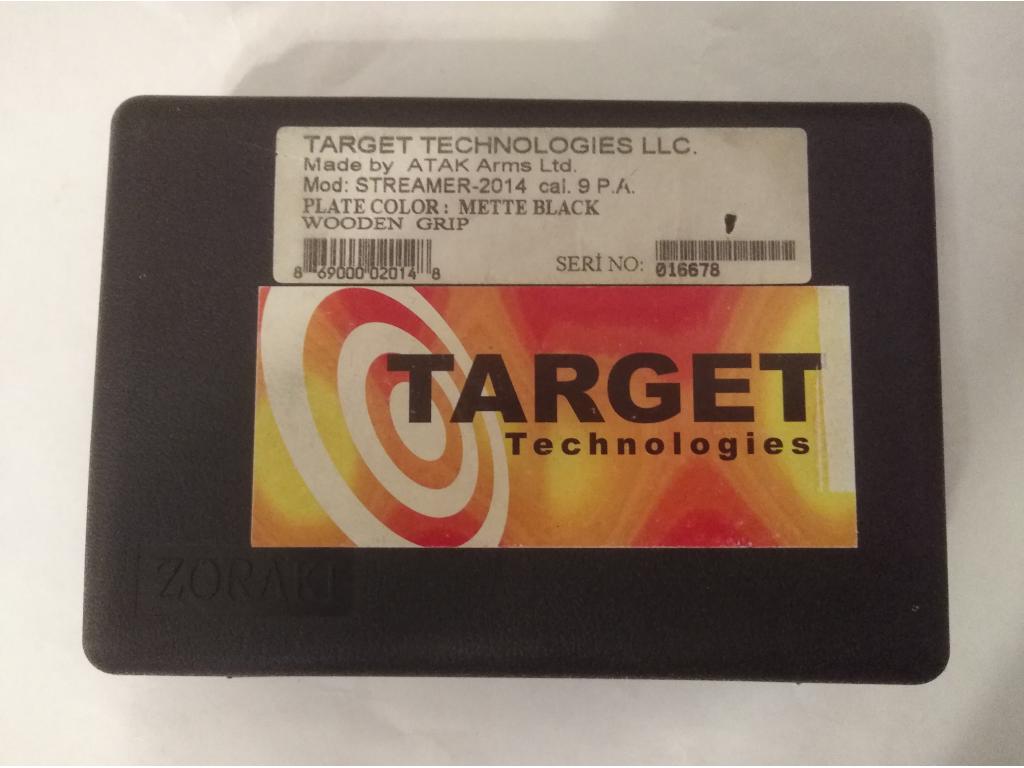 TARGET TECHNOLOGIES LLC.
Made by ATAK Arms Ltd.
Mod: STREAMER-2014 cal. 9 P.A.
PLATE COLOR: METTE BLACK
WOODEN GRIP
8 69000 02014 8
SERİ NO: 016678
TARGET
Technologies
ZORAKI